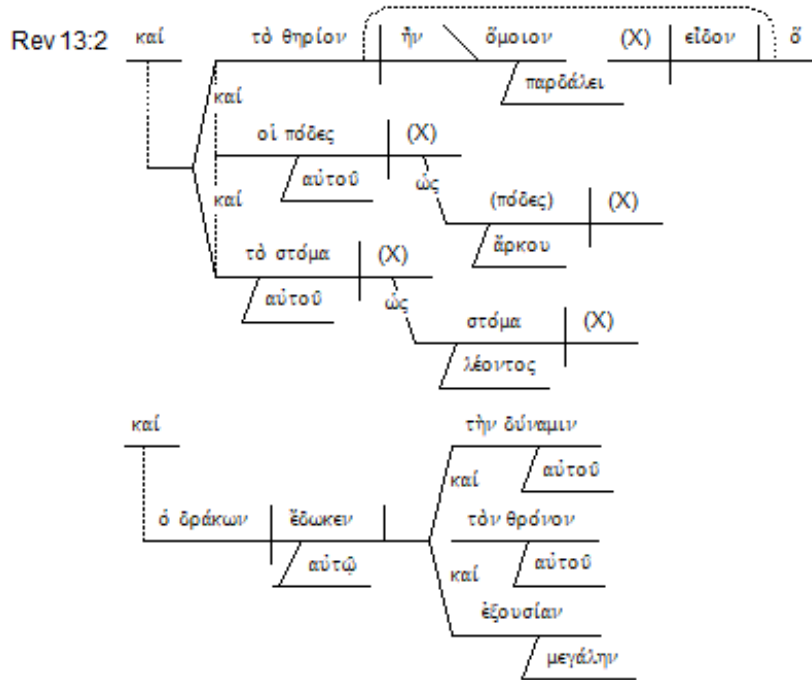 Rev 13:2 καί τὸ θηρίον ἦν ὅμοιον (X) εἶδον ὅ
παρδάλει
καί
οἱ πόδες (X)
αὐτοῦ ὡς
(πόδες) (X)
καί
ἄρκου
τὸ στόμα (X)
αὐτοῦ ὡς
στόμα (X)
λέοντος
καί τὴν δύναμιν
καί αὐτοῦ
ὁ δράκων ἔδωκεν τὸν θρόνον
αὐτῷ καί αὐτοῦ
ἐξουσίαν
μεγάλην